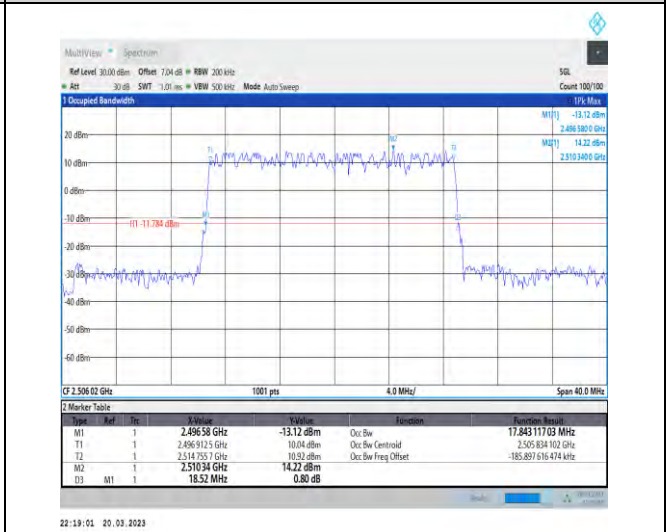 MultiView Spectrum
Ref Level 30.00 dBm Offset 7.04 dB RBW 200 kHz SGL
Att 30 dB SWT 1.01 ms VBW 500 kHz Mode Auto Sweep Count 100/100
1 Occupied Bandwidth 1Pk Max
M1[1] -13.12 dBm
2.496 580 0 GHz
M2[1] 14.22 dBm
2.510 340 0 GHz
20 dBm
T1 M2 T2
10 dBm
0 dBm
-10 dBm
M1 D3
H1 -11.784 dBm
-20 dBm
-30 dBm
-40 dBm
-50 dBm
-60 dBm
CF 2.506 02 GHz 1001 pts 4.0 MHz/ Span 40.0 MHz
2 Marker Table
Type Ref Trc X-Value Y-Value Function Function Result
M1 1 2.496 58 GHz -13.12 dBm Occ Bw 17.843 117 03 MHz
T1 1 2.496 912 5 GHz 10.04 dBm Occ Bw Centroid 2.505 834 102 GHz
T2 1 2.514 755 7 GHz 10.92 dBm Occ Bw Freq Offset -185.897 616 474 kHz
M2 1 2.510 34 GHz 14.22 dBm
D3 M1 1 18.52 MHz 0.80 dB
22:19:01 20.03.2023